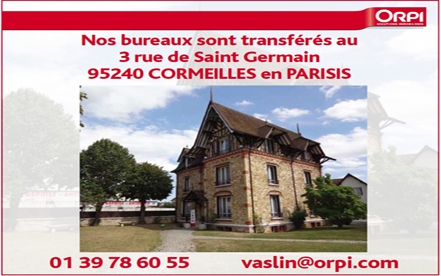 ORPI
Nos bureaux sont transférés au
3 rue de Saint Germain
95240 CORMEILLES en PARISIS
01 39 78 60 55 vaslin@orpi.com